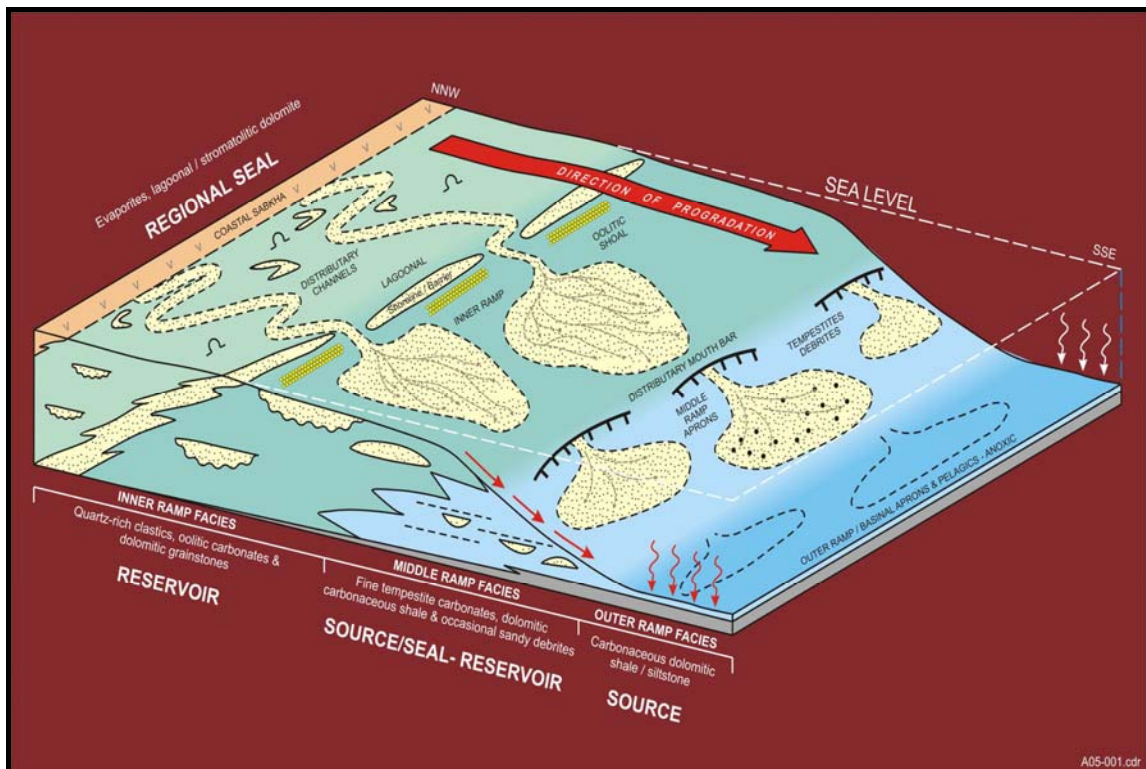 NNW
Evaporites, lagoonal / stromatolitic dolomite
REGIONAL SEAL
COASTAL SABKHA
DISTRIBUTARY
CHANNELS
LAGOONAL
Shoreline / Barrier
INNER RAMP
OOLITIC
SHOAL
DIRECTION OF PROGRADATION
SEA LEVEL
SSE
TEMPESTITES
DEBRITES
DISTRIBUTARY MOUTH BAR
MIDDLE
RAMP
APRONS
OUTER RAMP / BASINAL APRONS & PELAGICS - ANOXIC
INNER RAMP FACIES
Quartz-rich clastics, oolitic carbonates &
dolomitic grainstones
RESERVOIR
MIDDLE RAMP FACIES
Fine tempestite carbonates, dolomitic
carbonaceous shale & occasional sandy debrites
SOURCE/SEAL- RESERVOIR
OUTER RAMP FACIES
Carbonaceous dolomitic
shale / siltstone
SOURCE
A05-001.cdr